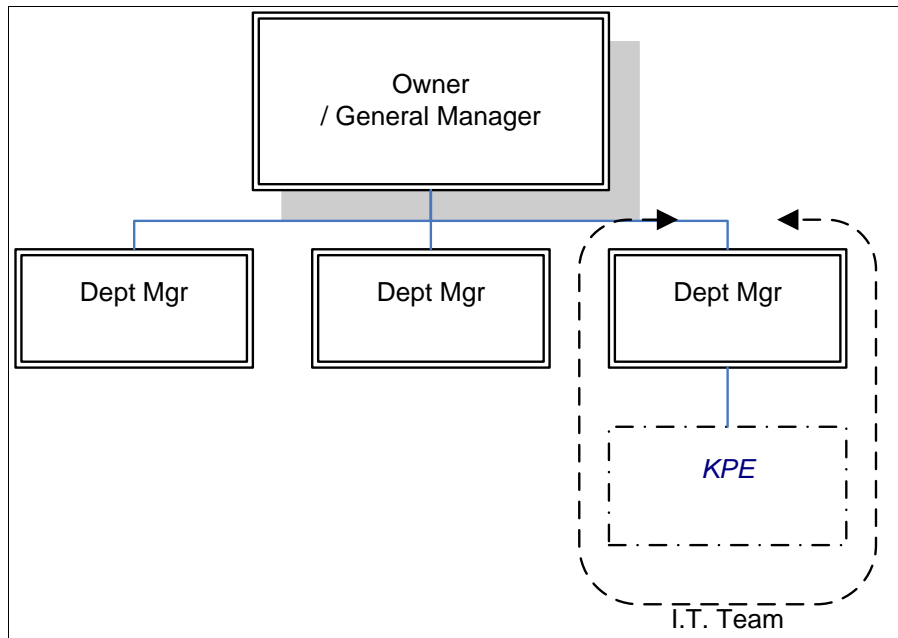 Owner
/ General Manager
Dept Mgr
Dept Mgr
Dept Mgr
KPE
I.T. Team